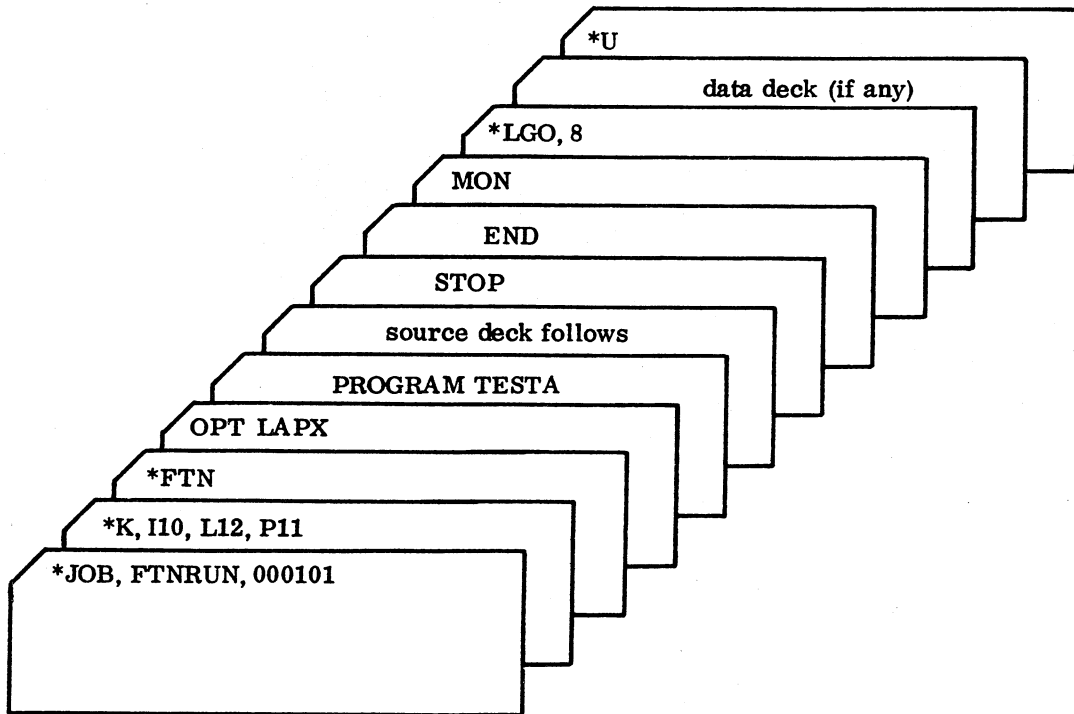 *U
data deck (if any)
*LGO, 8
MON
END
STOP
source deck follows
PROGRAM TESTA
OPT LAPX
*FTN
*K, I10, L12, P11
*JOB, FTNRUN, 000101